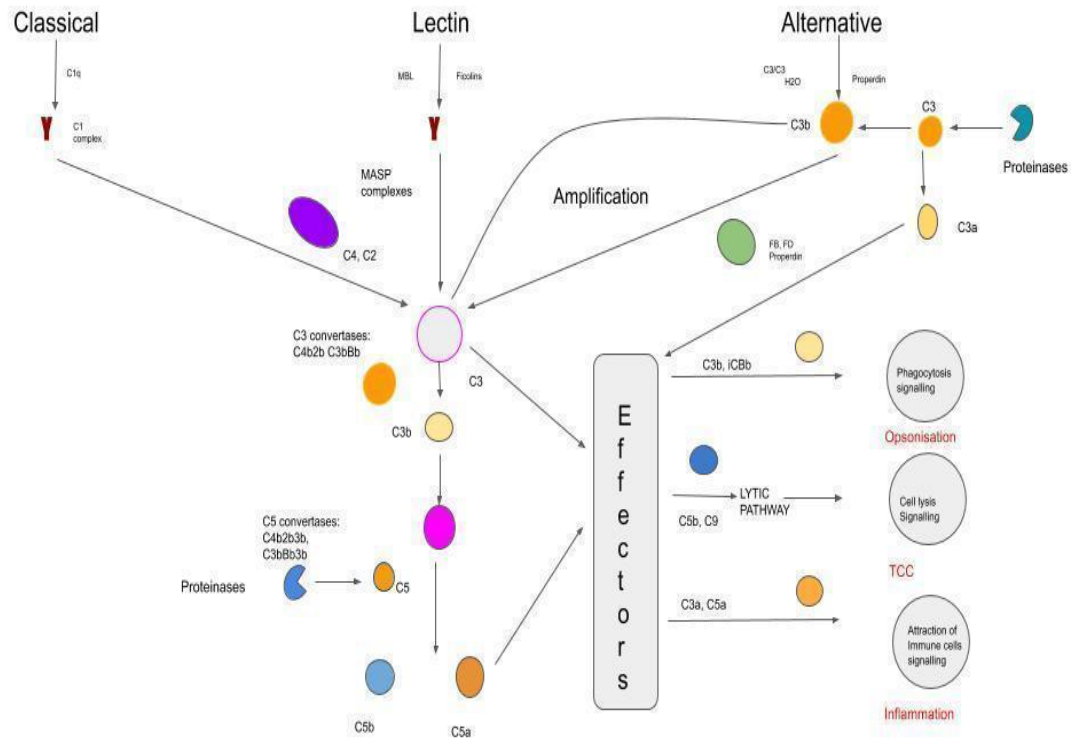 Classical
Lectin
Alternative
C1q
MBL
Ficolins
C3/C3
H2O
Properdin
C1
complex
C3b
C3
Proteinases
MASP
complexes
Amplification
C3a
C4, C2
FB, FD
Properdin
C3 convertases:
C4b2b C3bBb
C3
C3b
Effectors
C3b, iCBb
Phagocytosis
signalling
Opsonisation
C5b, C9
LYTIC
PATHWAY
Cell lysis
Signalling
TCC
C5 convertases:
C4b2b3b,
C3bBb3b
Proteinases
C5
C3a, C5a
Attraction of
Immune cells
signalling
Inflammation
C5b
C5a